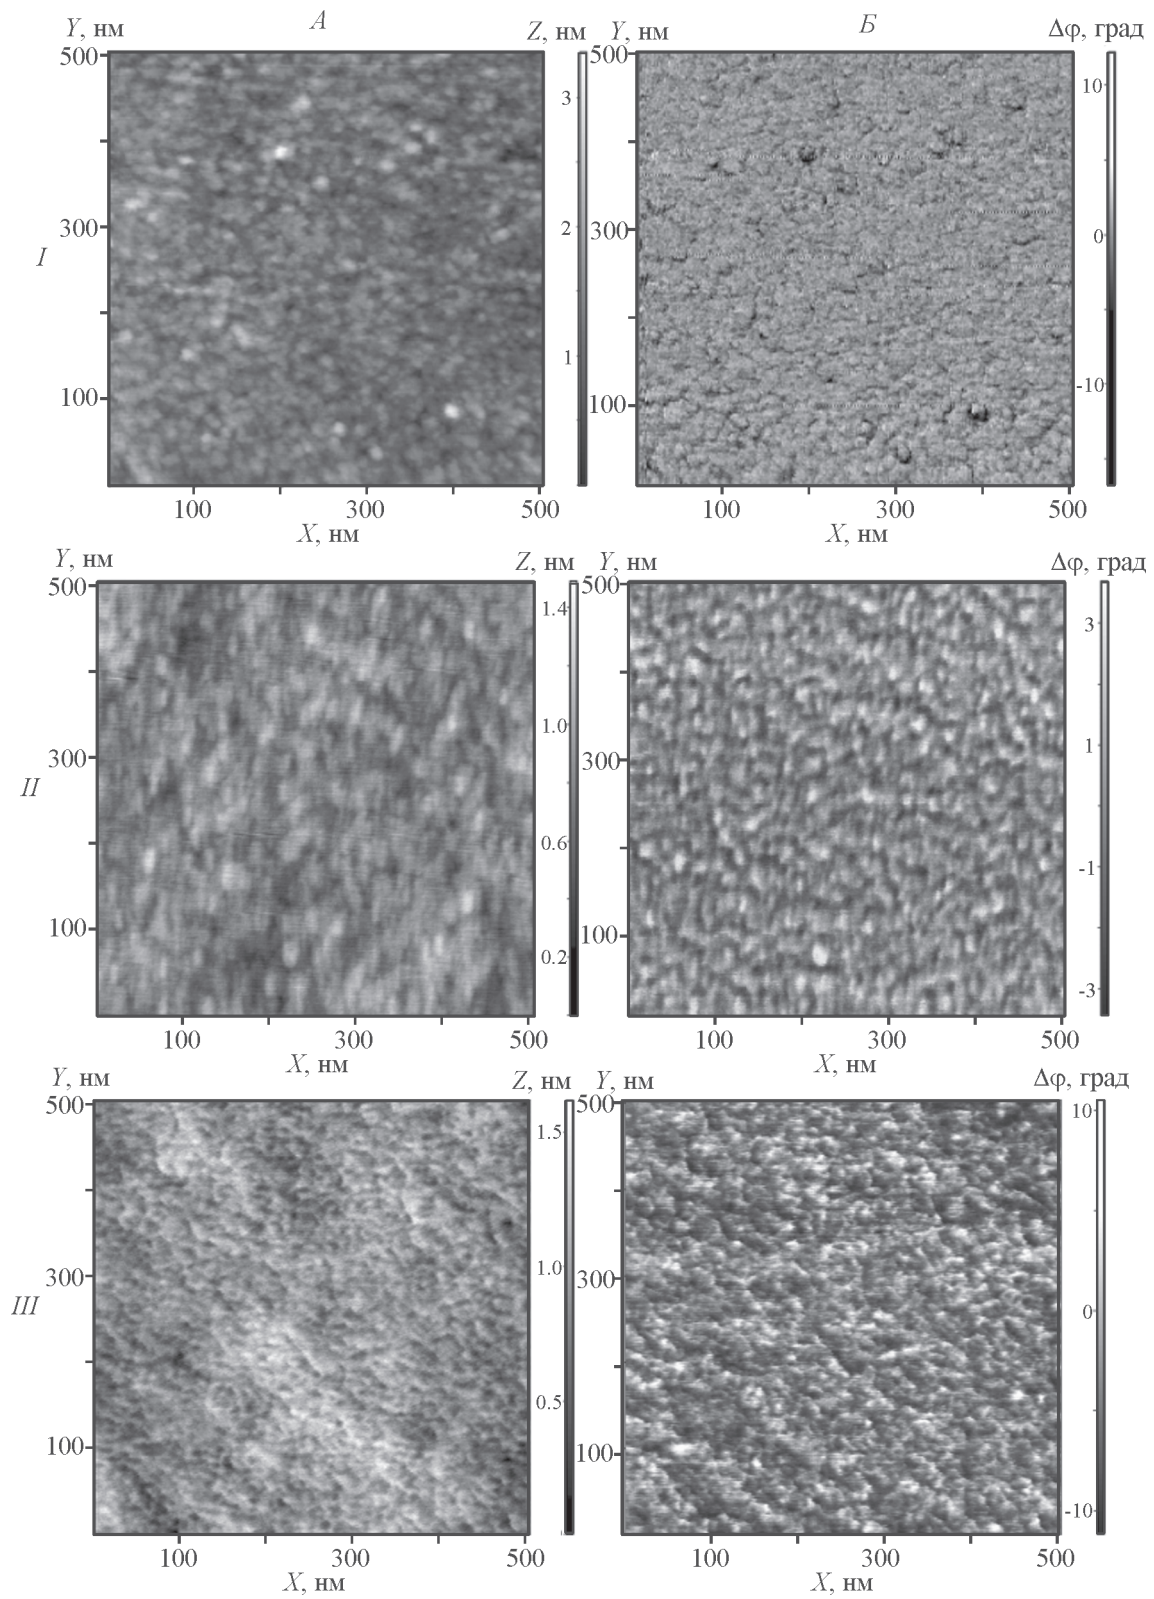 А Б
Y, нм Z, нм Y, нм Δφ, град
500 3 500 10
300 2 300 0
I
100 1 100 -10
100 300 500 100 300 500
X, нм X, нм
Y, нм Z, нм Y, нм Δφ, град
500 1.4 500 3
300 1.0 300 1
II
0.6 -1
100 0.2 100 -3
100 300 500 100 300 500
X, нм X, нм
Y, нм Z, нм Y, нм Δφ, град
500 1.5 500 10
300 1.0 300 0
III
100 0.5 100 -10
100 300 500 100 300 500
X, нм X, нм